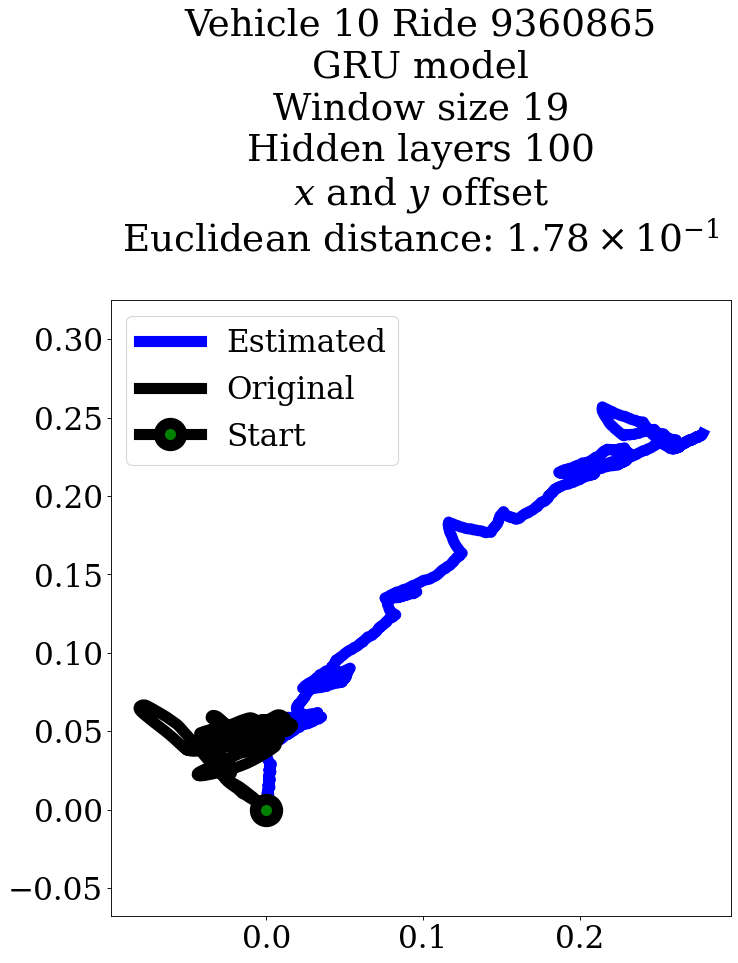 Vehicle 10 Ride 9360865
GRU model
Window size 19
Hidden layers 100
x and y offset
Euclidean distance: 1.78 × 10⁻¹
Estimated
Original
Start
0.30
0.25
0.20
0.15
0.10
0.05
0.00
−0.05
0.0 0.1 0.2